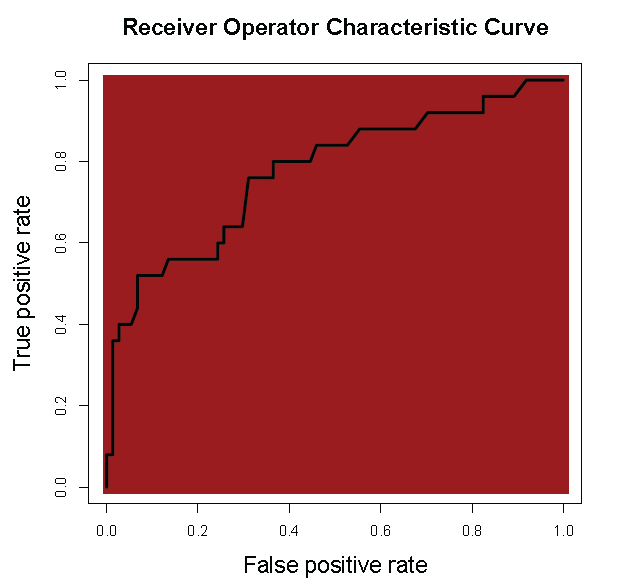 Receiver Operator Characteristic Curve
True positive rate
1.0
0.8
0.6
0.4
0.2
0.0
0.0 0.2 0.4 0.6 0.8 1.0
False positive rate